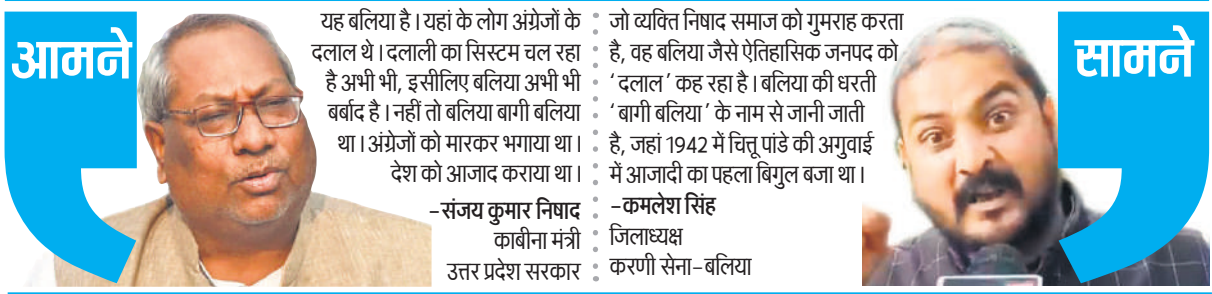 आमने
यह बलिया है। यहां के लोग अंग्रेजों के
दलाल थे। दलाली का सिस्टम चल रहा
है अभी भी, इसीलिए बलिया अभी भी
बर्बाद है। नहीं तो बलिया बागी बलिया
था। अंग्रेजों को मारकर भगाया था।
देश को आजाद कराया था।
-संजय कुमार निषाद
काबीना मंत्री
उत्तर प्रदेश सरकार
जो व्यक्ति निषाद समाज को गुमराह करता
है, वह बलिया जैसे ऐतिहासिक जनपद को
‘दलाल’ कह रहा है। बलिया की धरती
‘बागी बलिया’ के नाम से जानी जाती
है, जहां 1942 में चित्तू पांडे की अगुवाई
में आजादी का पहला बिगुल बजा था।
-कमलेश सिंह
जिलाध्यक्ष
करणी सेना-बलिया
सामने